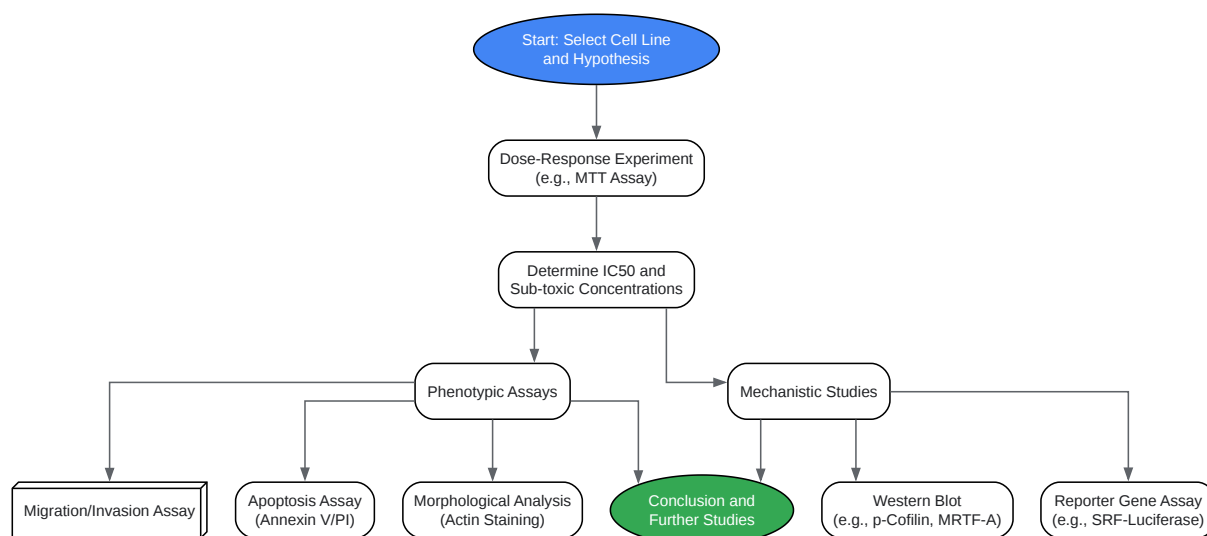 Start: Select Cell Line
and Hypothesis
Dose-Response Experiment
(e.g., MTT Assay)
Determine IC50 and
Sub-toxic Concentrations
Phenotypic Assays
Mechanistic Studies
Migration/Invasion Assay
Apoptosis Assay
(Annexin V/PI)
Morphological Analysis
(Actin Staining)
Conclusion and
Further Studies
Western Blot
(e.g., p-Cofilin, MRTF-A)
Reporter Gene Assay
(e.g., SRF-Luciferase)